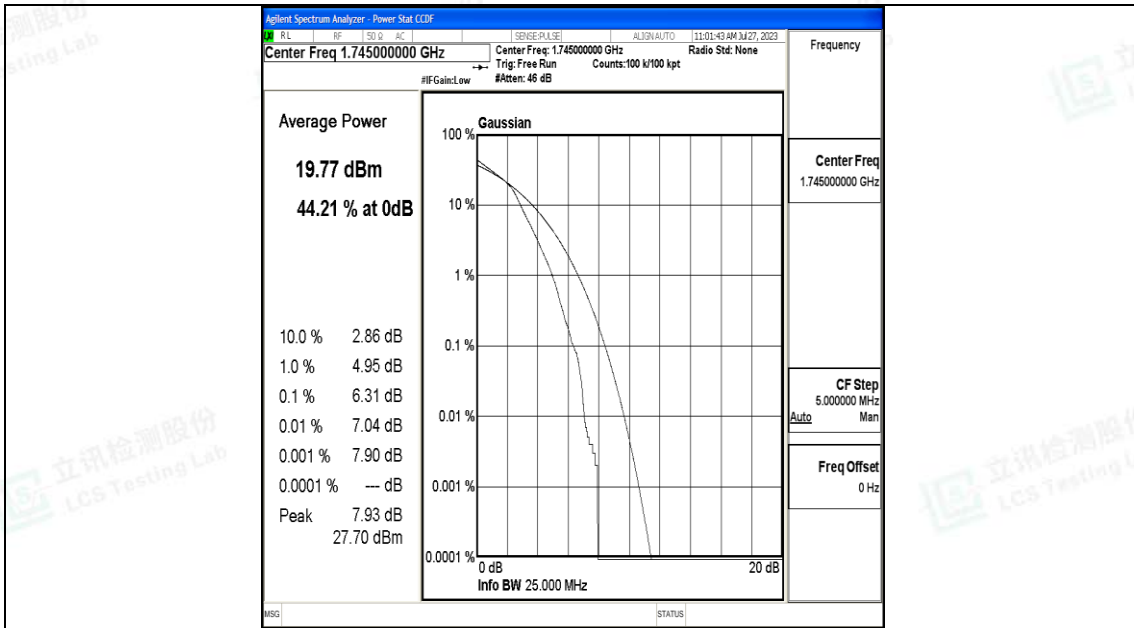 Agilent Spectrum Analyzer - Power Stat CCDF
RL RF 50 Ω AC SENSE:PULSE ALIGN AUTO 11:01:43 AM Jul 27, 2023
Center Freq 1.745000000 GHz
Center Freq: 1.745000000 GHz
Radio Std: None
Trig: Free Run Counts:100 k/100 kpt
#IFGain:Low
#Atten: 46 dB
Frequency
Average Power
19.77 dBm
44.21 % at 0dB
10.0 % 2.86 dB
1.0 % 4.95 dB
0.1 % 6.31 dB
0.01 % 7.04 dB
0.001 % 7.90 dB
0.0001 % --- dB
Peak 7.93 dB
27.70 dBm
Gaussian
100 %
10 %
1 %
0.1 %
0.01 %
0.001 %
0.0001 %
0 dB 20 dB
Info BW 25.000 MHz
Center Freq
1.745000000 GHz
CF Step
5.000000 MHz
Auto Man
Freq Offset
0 Hz
MSG STATUS
立讯检测股份
LCS Testing Lab